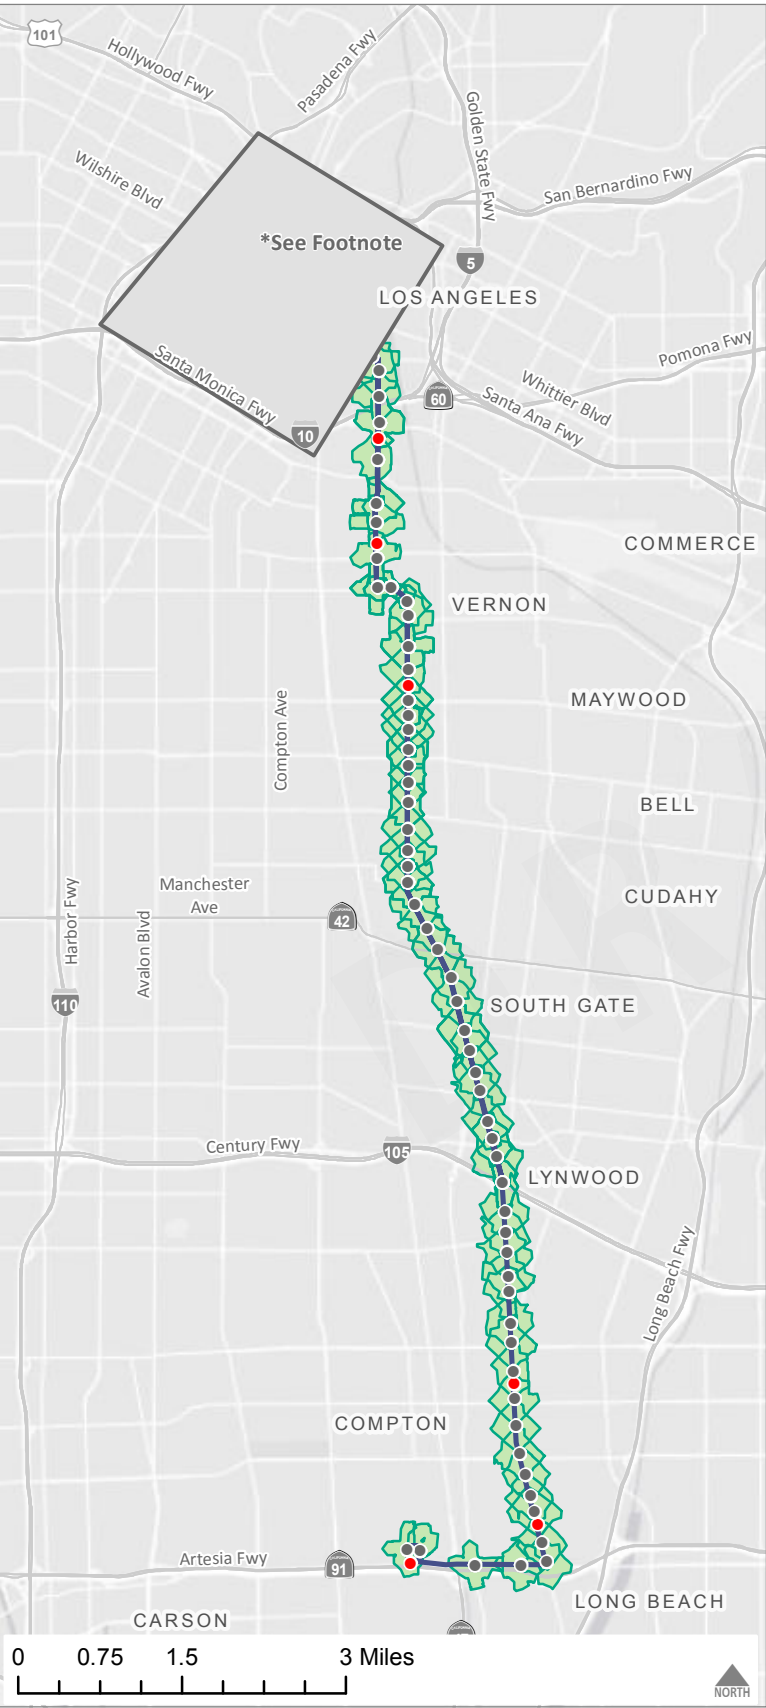 101
Hollywood Fwy
Pasadena Fwy
Golden State Fwy
Wilshire Blvd
San Bernardino Fwy
*See Footnote
5
LOS ANGELES
Santa Monica Fwy
Pomona Fwy
Whittier Blvd
60
Santa Ana Fwy
10
COMMERCE
VERNON
MAYWOOD
Compton Ave
BELL
Manchester
Ave
CUDAHY
Harbor Fwy
Avalon Blvd
42
110
SOUTH GATE
Century Fwy
105
LYNWOOD
Long Beach Fwy
COMPTON
Artesia Fwy
91
LONG BEACH
CARSON
0 0.75 1.5 3 Miles
NORTH